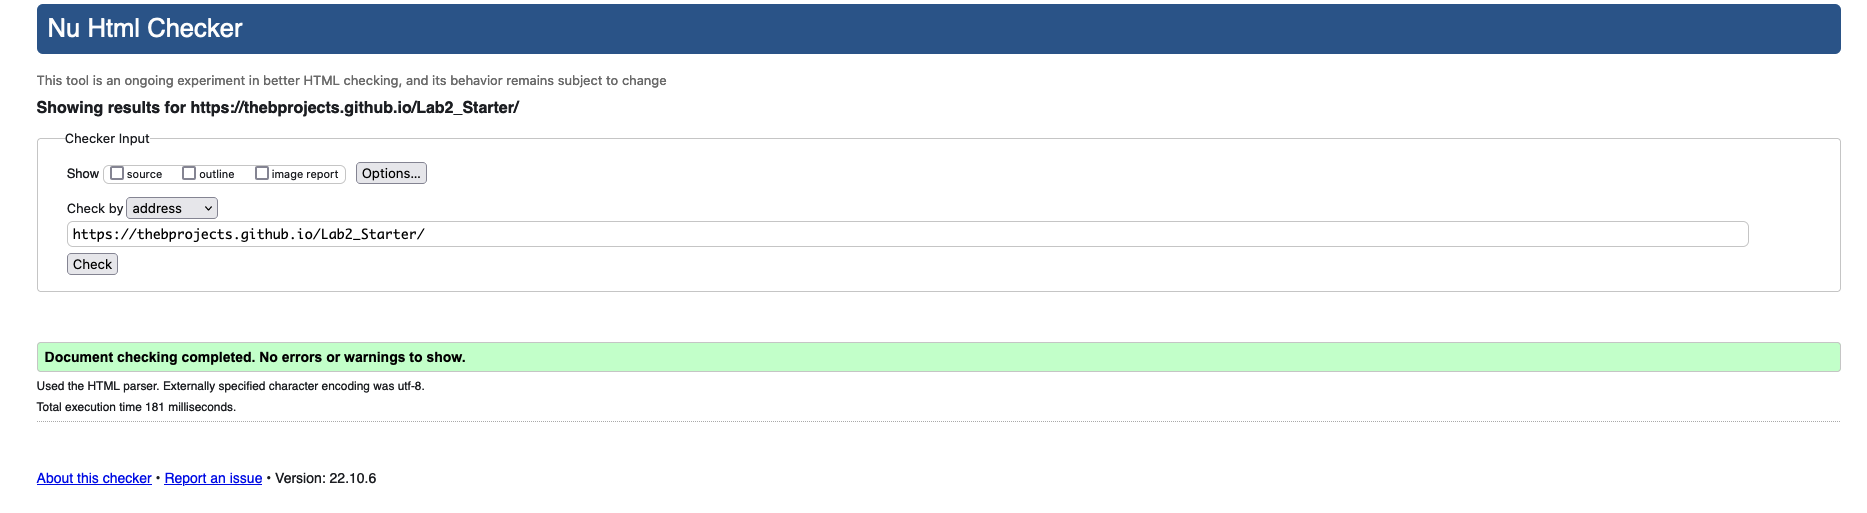 Nu Html Checker
This tool is an ongoing experiment in better HTML checking, and its behavior remains subject to change
Showing results for https://thebprojects.github.io/Lab2_Starter/
Checker Input
Show source outline image report Options...
Check by address
https://thebprojects.github.io/Lab2_Starter/
Check
Document checking completed. No errors or warnings to show.
Used the HTML parser. Externally specified character encoding was utf-8.
Total execution time 181 milliseconds.
About this checker • Report an issue • Version: 22.10.6